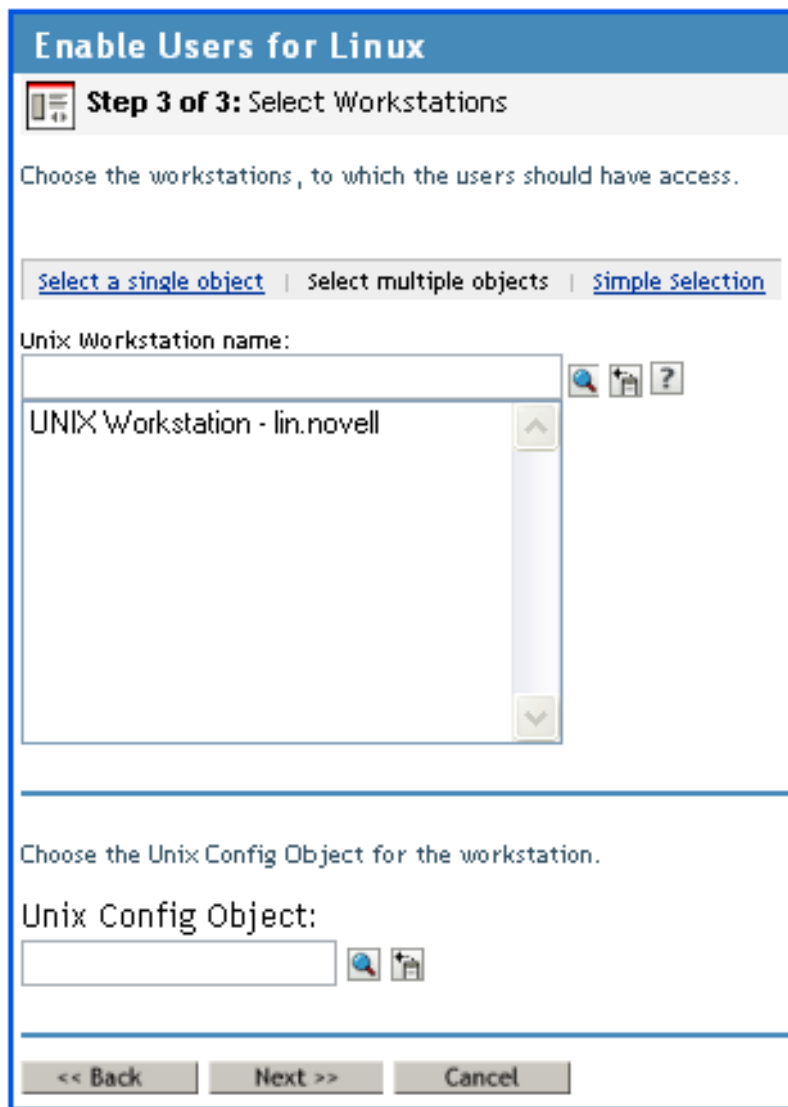 Enable Users for Linux
Step 3 of 3: Select Workstations
Choose the workstations, to which the users should have access.
Select a single object | Select multiple objects | Simple Selection
Unix Workstation name:
?
UNIX Workstation - lin.novell
Choose the Unix Config Object for the workstation.
Unix Config Object:
<< Back Next >> Cancel